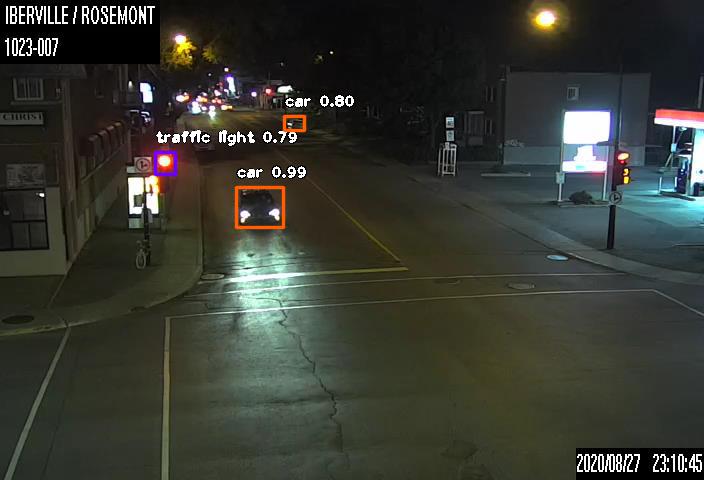 IBERVILLE / ROSEMONT
1023-007
car 0.80
traffic light 0.79
car 0.99
CHRIST
2020/08/27 23:10:45